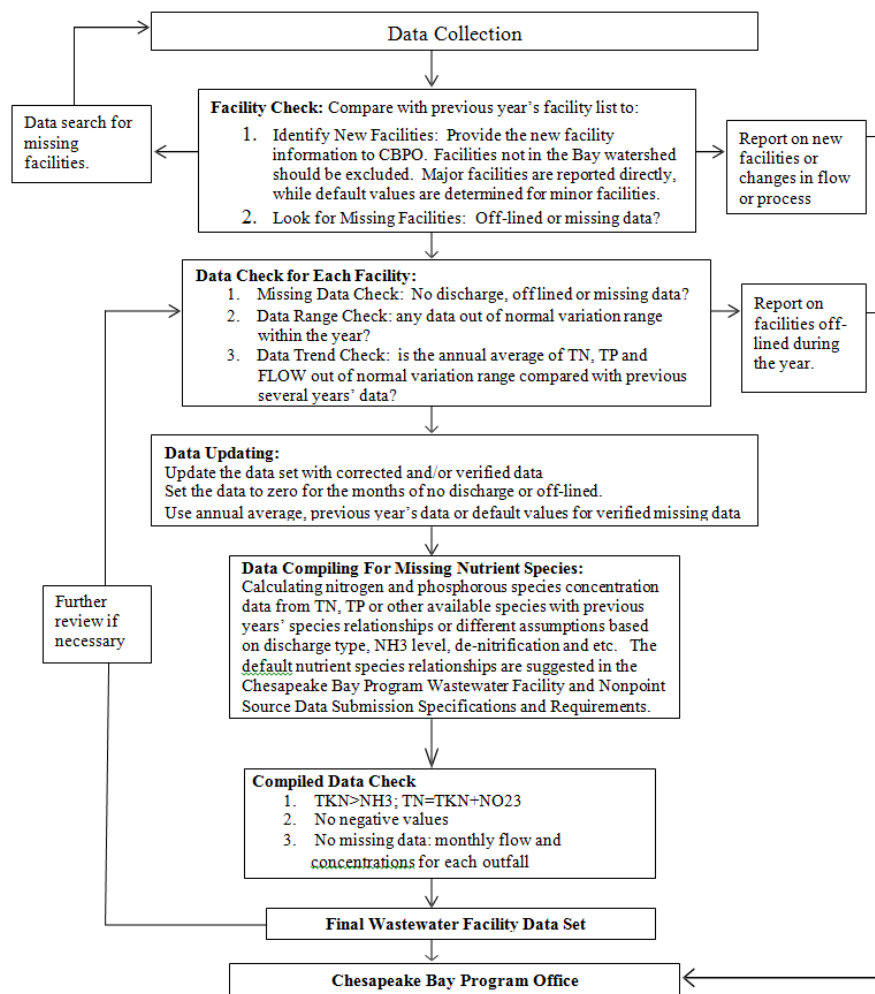 Data Collection
Facility Check: Compare with previous year's facility list to:
1. Identify New Facilities: Provide the new facility
information to CBPO. Facilities not in the Bay watershed
should be excluded. Major facilities are reported directly,
while default values are determined for minor facilities.
2. Look for Missing Facilities: Off-lined or missing data?
Data search for
missing
facilities.
Report on new
facilities or
changes in flow
or process
Data Check for Each Facility:
1. Missing Data Check: No discharge, off lined or missing data?
2. Data Range Check: any data out of normal variation range
within the year?
3. Data Trend Check: is the annual average of TN, TP and
FLOW out of normal variation range compared with previous
several years' data?
Report on
facilities off-
lined during
the year.
Data Updating:
Update the data set with corrected and/or verified data
Set the data to zero for the months of no discharge or off-lined.
Use annual average, previous year's data or default values for verified missing data
Data Compiling For Missing Nutrient Species:
Calculating nitrogen and phosphorous species concentration
data from TN, TP or other available species with previous
years' species relationships or different assumptions based
on discharge type, NH3 level, de-nitrification and etc. The
default nutrient species relationships are suggested in the
Chesapeake Bay Program Wastewater Facility and Nonpoint
Source Data Submission Specifications and Requirements.
Further
review if
necessary
Compiled Data Check
1. TKN>NH3; TN=TKN+NO23
2. No negative values
3. No missing data: monthly flow and
concentrations for each outfall
Final Wastewater Facility Data Set
Chesapeake Bay Program Office